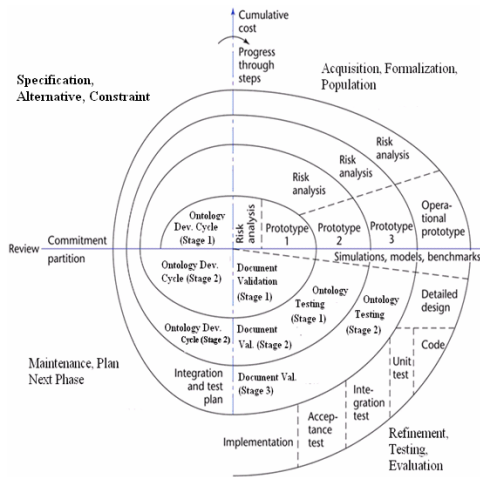 Cumulative
cost
Progress
through
steps
Specification,
Alternative, Constraint
Acquisition, Formalization,
Population
Risk
analysis
Risk
analysis
Risk
analysis
Risk
analysis
Ontology
Dev. Cycle
(Stage 1)
Prototype
1
Prototype
2
Prototype
3
Opera-
tional
prototype
Review
Commitment
partition
Simulations, models, benchmarks
Ontology Dev.
Cycle (Stage 2)
Document
Validation
(Stage 1)
Ontology
Testing
(Stage 1)
Ontology
Testing
(Stage 2)
Detailed
design
Ontology Dev.
Cycle (Stage 2)
Document
Val. (Stage 2)
Code
Unit
test
Maintenance, Plan
Next Phase
Integration
and test
plan
Document Val.
(Stage 3)
Inte-
gration
test
Accep-
tance
test
Implementation
Refinement,
Testing,
Evaluation